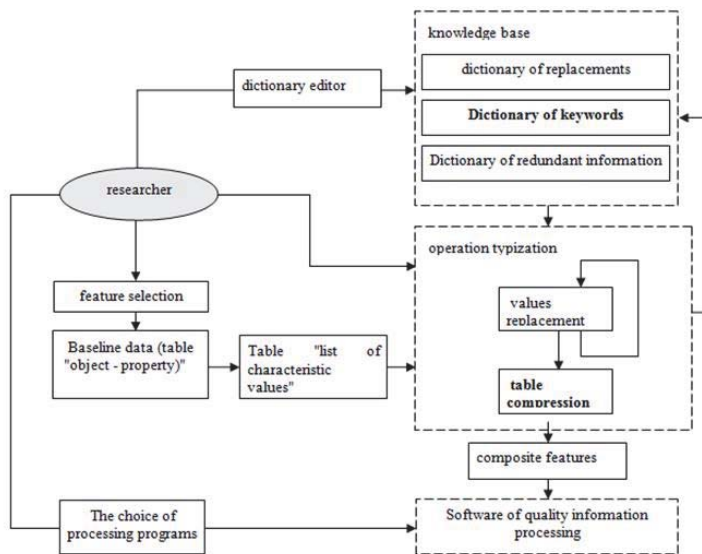 knowledge base
dictionary of replacements
dictionary editor
Dictionary of keywords
Dictionary of redundant information
researcher
operation typization
feature selection
values
replacement
Baseline data (table
"object - property)"
Table "list of
characteristic
values"
table
compression
composite features
The choice of
processing programs
Software of quality information
processing